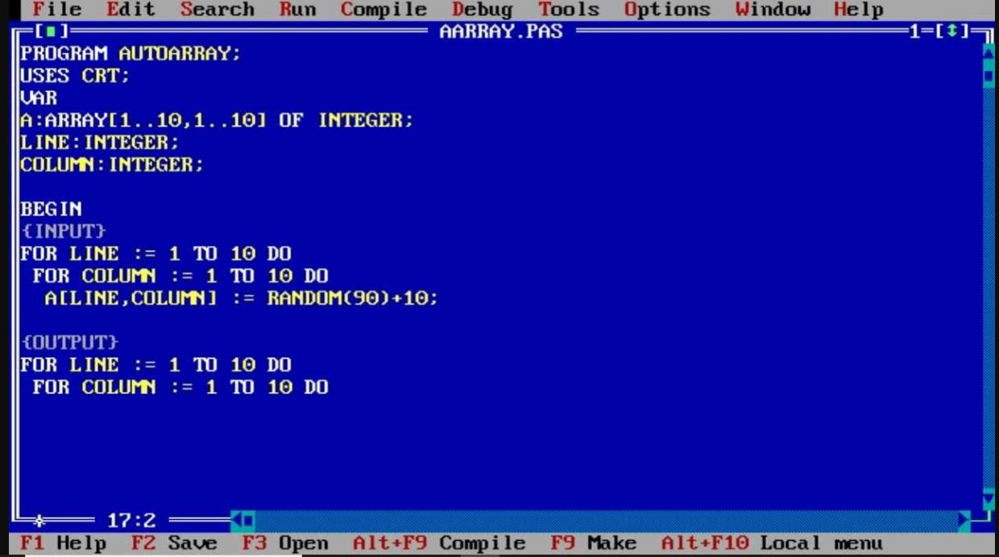 File Edit Search Run Compile Debug Tools Options Window Help
[■] AARRAY.PAS 1=[↕]
PROGRAM AUTOARRAY;
USES CRT;
VAR
A:ARRAY[1..10,1..10] OF INTEGER;
LINE:INTEGER;
COLUMN:INTEGER;
BEGIN
{INPUT}
FOR LINE := 1 TO 10 DO
FOR COLUMN := 1 TO 10 DO
A[LINE,COLUMN] := RANDOM(90)+10;
{OUTPUT}
FOR LINE := 1 TO 10 DO
FOR COLUMN := 1 TO 10 DO
17:2
F1 Help F2 Save F3 Open Alt+F9 Compile F9 Make Alt+F10 Local menu